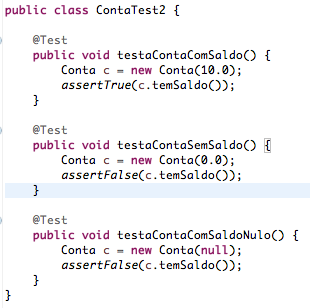 public class ContaTest2 {
@Test
public void testaContaComSaldo() {
Conta c = new Conta(10.0);
assertTrue(c.temSaldo());
}
@Test
public void testaContaSemSaldo() {
Conta c = new Conta(0.0);
assertFalse(c.temSaldo());
}
@Test
public void testaContaComSaldoNulo() {
Conta c = new Conta(null);
assertFalse(c.temSaldo());
}
}